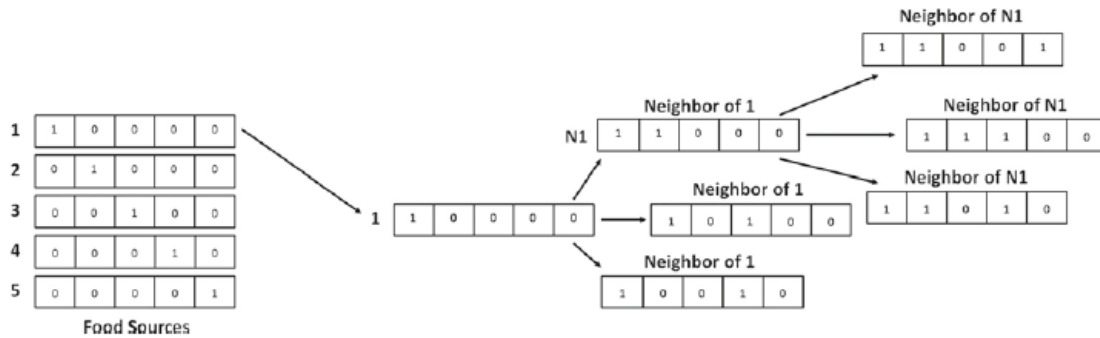 1 1 0 0 0 0
2 0 1 0 0 0
3 0 0 1 0 0
4 0 0 0 1 0
5 0 0 0 0 1
Food Sources
1 1 0 0 0 0
Neighbor of 1
N1 1 1 0 0 0
Neighbor of 1
1 0 1 0 0
Neighbor of 1
1 0 0 1 0
Neighbor of N1
1 1 0 0 1
Neighbor of N1
1 1 1 0 0
Neighbor of N1
1 1 0 1 0